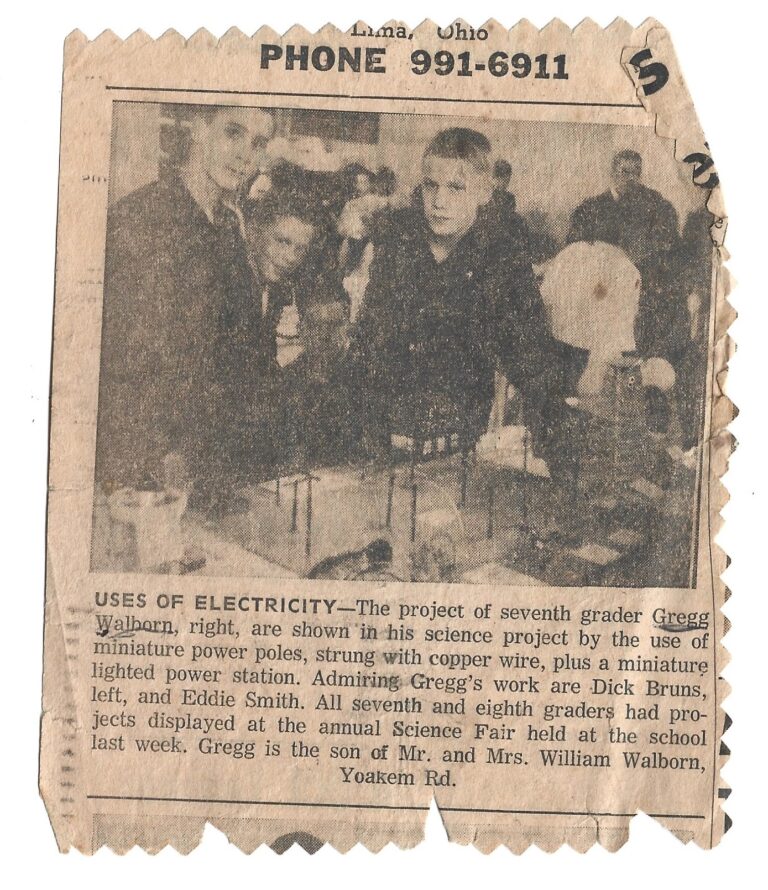 Lima, Ohio
PHONE 991-6911
S
USES OF ELECTRICITY—The project of seventh grader Gregg
Walborn, right, are shown in his science project by the use of
miniature power poles, strung with copper wire, plus a miniature
lighted power station. Admiring Gregg's work are Dick Bruns,
left, and Eddie Smith. All seventh and eighth graders had pro-
jects displayed at the annual Science Fair held at the school
last week. Gregg is the son of Mr. and Mrs. William Walborn,
Yoakem Rd.